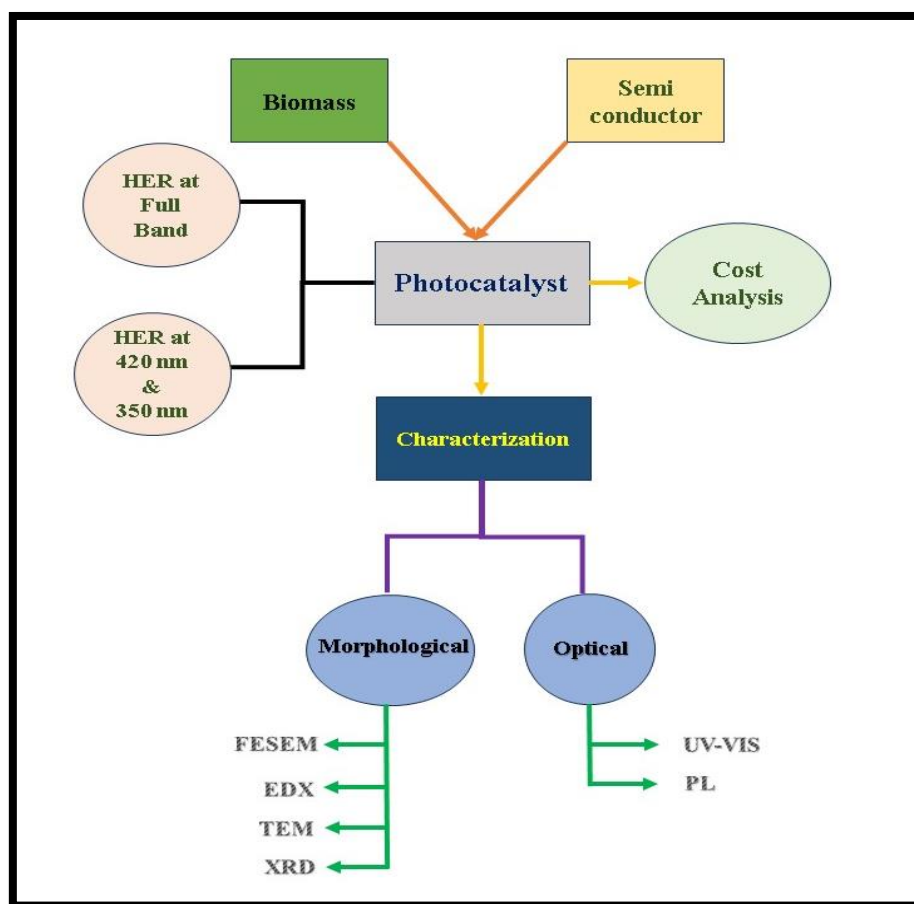 Biomass
Semi
conductor
HER at
Full
Band
Photocatalyst
Cost
Analysis
HER at
420 nm
&
350 nm
Characterization
Morphological
Optical
FESEM
UV-VIS
EDX
PL
TEM
XRD